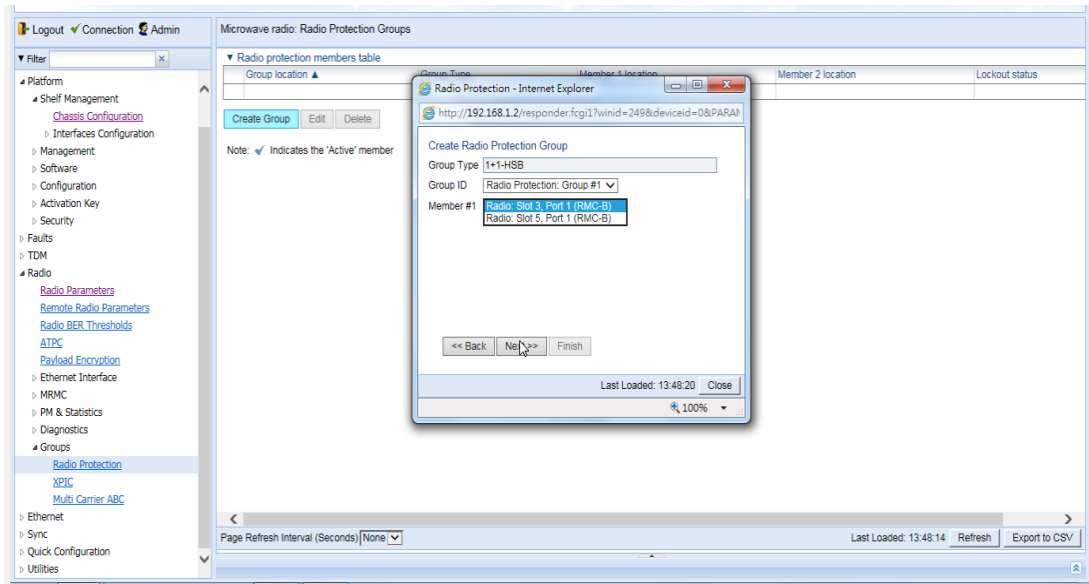 Logout Connection Admin
Microwave radio: Radio Protection Groups
▼ Filter x
▼ Radio protection members table
Group location ▲ Group Type Member 1 location Member 2 location Lockout status
Create Group Edit Delete
Note: ✔ Indicates the 'Active' member
Platform
Shelf Management
Chassis Configuration
Interfaces Configuration
Management
Software
Configuration
Activation Key
Security
Faults
TDM
Radio
Radio Parameters
Remote Radio Parameters
Radio BER Thresholds
ATPC
Payload Encryption
Ethernet Interface
MRMC
PM & Statistics
Diagnostics
Groups
Radio Protection
XPIC
Multi Carrier ABC
Ethernet
Sync
Quick Configuration
Utilities
Radio Protection - Internet Explorer
http://192.168.1.2/responder.fcgi1?winid=249&deviceid=0&PARAM
Create Radio Protection Group
Group Type 1+1-HSB
Group ID Radio Protection: Group #1
Member #1 Radio: Slot 3, Port 1 (RMC-B)
Radio: Slot 5, Port 1 (RMC-B)
<< Back Next >> Finish
Last Loaded: 13:48:20 Close
100%
Page Refresh Interval (Seconds) None Last Loaded: 13:48:14 Refresh Export to CSV